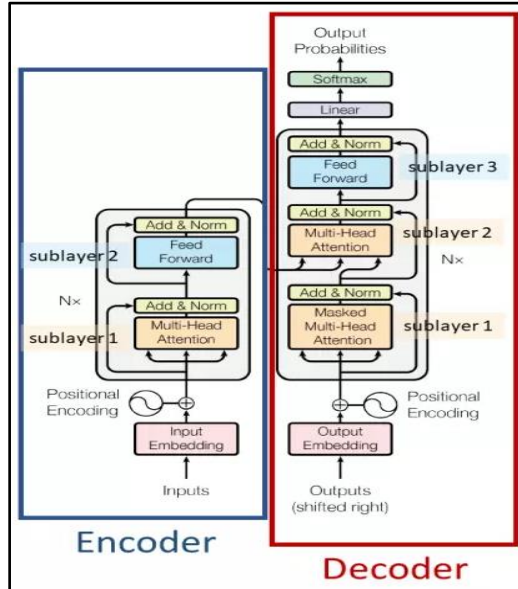 Output
Probabilities
Softmax
Linear
Add & Norm
Feed
Forward
sublayer 3
Add & Norm
Multi-Head
Attention
sublayer 2
Nx
Add & Norm
Masked
Multi-Head
Attention
sublayer 1
Positional
Encoding
Output
Embedding
Outputs
(shifted right)
Decoder
Add & Norm
Feed
Forward
sublayer 2
Nx
Add & Norm
Multi-Head
Attention
sublayer 1
Positional
Encoding
Input
Embedding
Inputs
Encoder